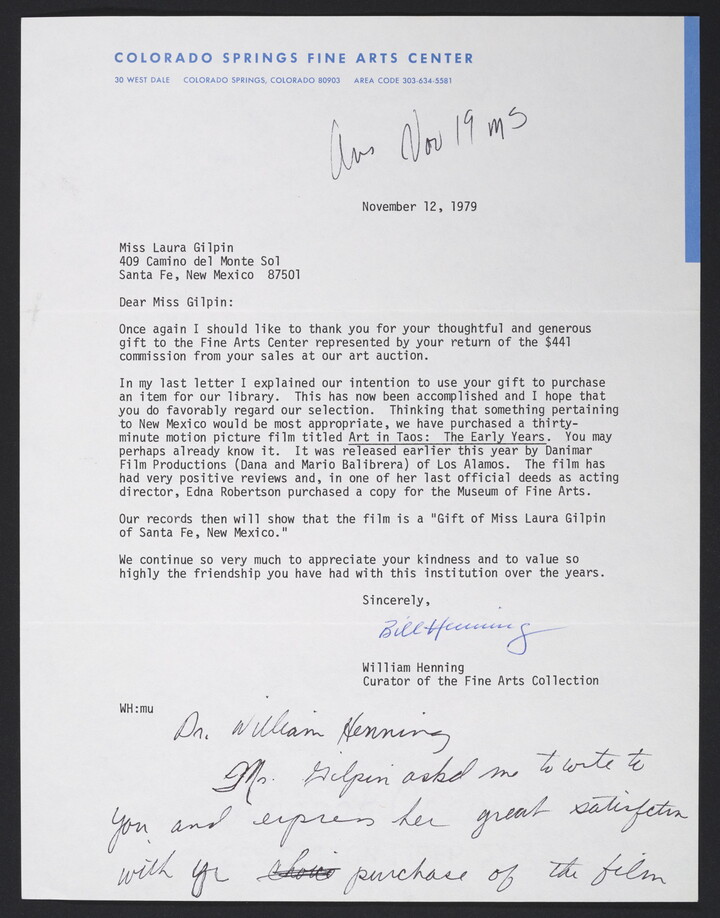 COLORADO SPRINGS FINE ARTS CENTER
30 WEST DALE COLORADO SPRINGS, COLORADO 80903 AREA CODE 303-634-5581
Ans Nov 19 ms
November 12, 1979
Miss Laura Gilpin
409 Camino del Monte Sol
Santa Fe, New Mexico 87501
Dear Miss Gilpin:
Once again I should like to thank you for your thoughtful and generous
gift to the Fine Arts Center represented by your return of the $441
commission from your sales at our art auction.
In my last letter I explained our intention to use your gift to purchase
an item for our library. This has now been accomplished and I hope that
you do favorably regard our selection. Thinking that something pertaining
to New Mexico would be most appropriate, we have purchased a thirty-
minute motion picture film titled Art in Taos: The Early Years. You may
perhaps already know it. It was released earlier this year by Danimar
Film Productions (Dana and Mario Balibrera) of Los Alamos. The film has
had very positive reviews and, in one of her last official deeds as acting
director, Edna Robertson purchased a copy for the Museum of Fine Arts.
Our records then will show that the film is a "Gift of Miss Laura Gilpin
of Santa Fe, New Mexico."
We continue so very much to appreciate your kindness and to value so
highly the friendship you have had with this institution over the years.
Sincerely,
Bill Henning
William Henning
Curator of the Fine Arts Collection
WH:mu
Dr. William Henning
Ms. Gilpin asked me to write to
you and express her great satisfaction
with yr choice purchase of the film